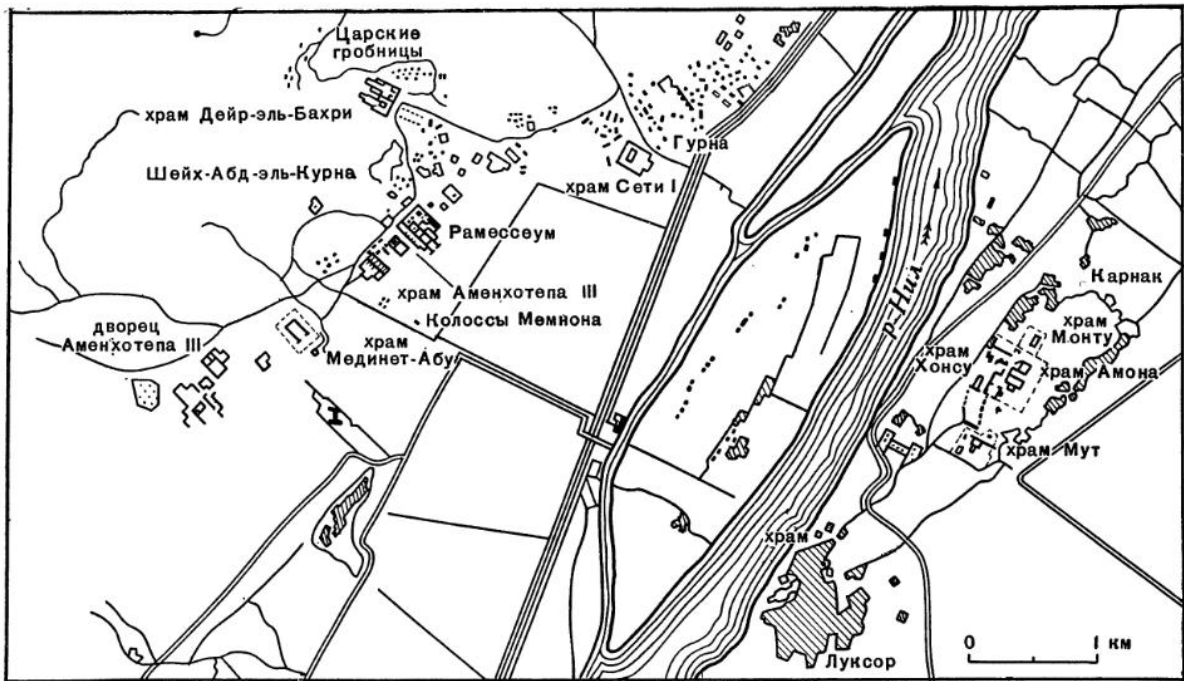 Царские
гробницы
храм Дейр-эль-Бахри
Гурна
Шейх-Абд-эль-Курна
храм Сети I
Рамессеум
р-Нил
Карнак
храм Аменхотепа III
Колоссы Мемнона
храм
Монту
дворец
Аменхотепа III
храм
Мединет-Абу
храм
Хонсу
храм Амона
храм Мут
храм
Луксор
0 1 км